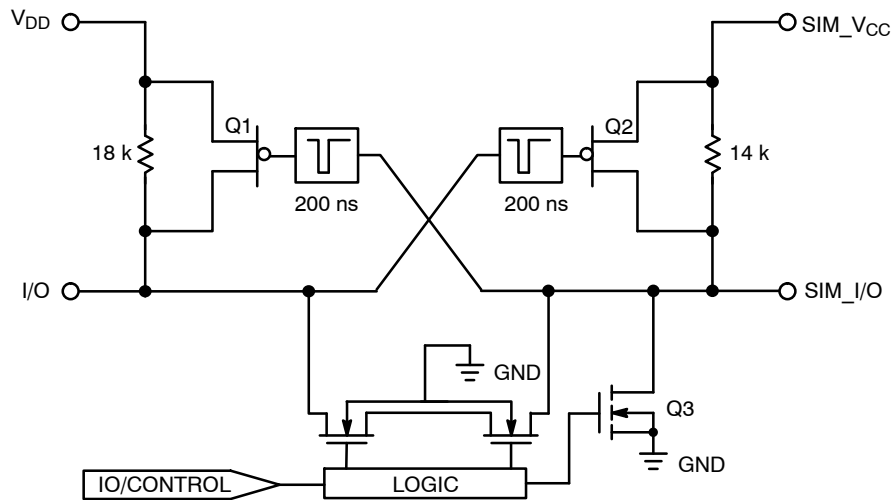 VDD
SIM_VCC
Q1
Q2
18 k
14 k
200 ns
200 ns
I/O
SIM_I/O
GND
Q3
IO/CONTROL
LOGIC
GND